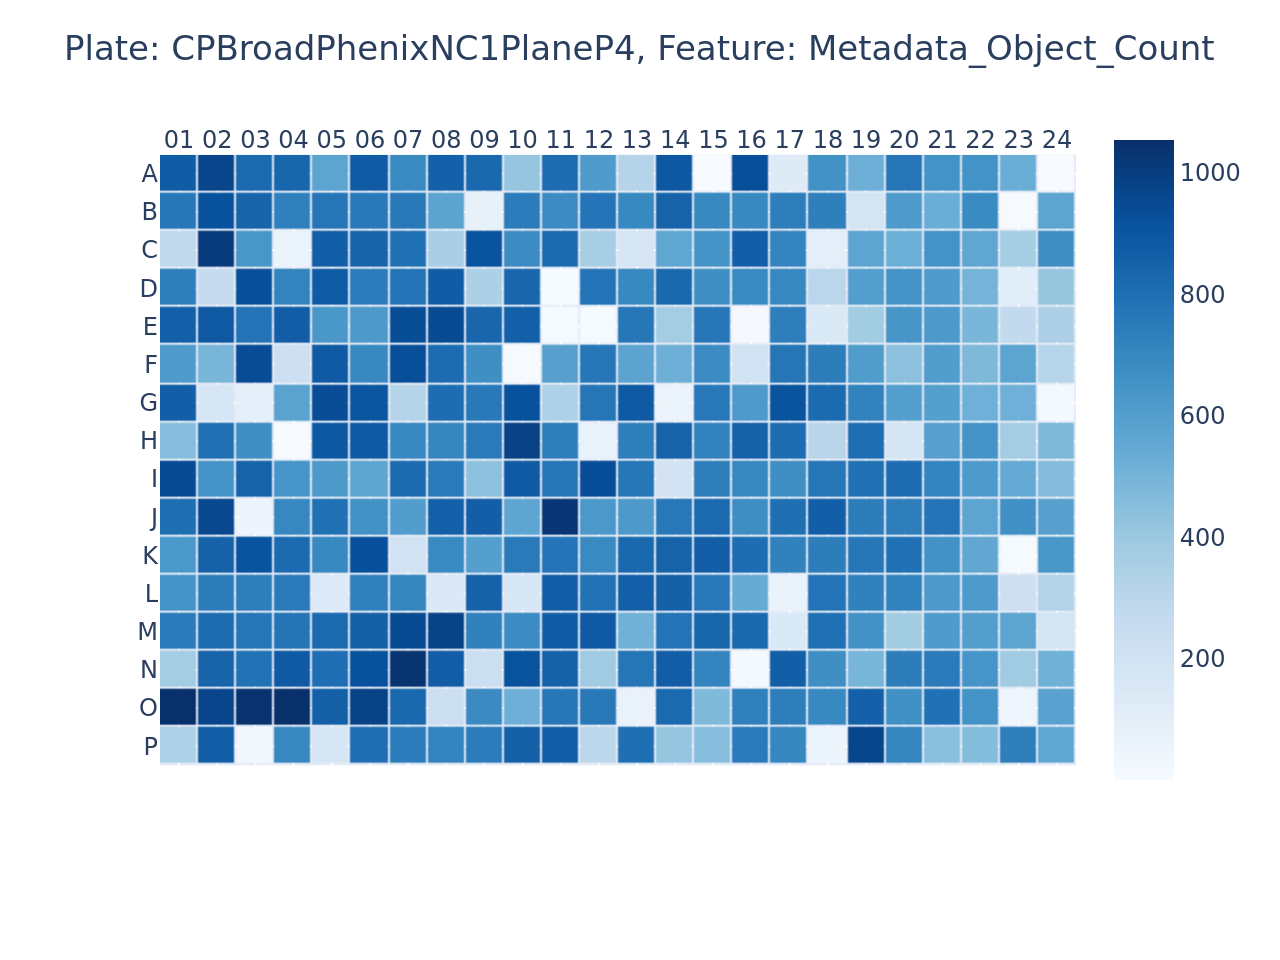 Plate: CPBroadPhenixNC1PlaneP4, Feature: Metadata_Object_Count
01 02 03 04 05 06 07 08 09 10 11 12 13 14 15 16 17 18 19 20 21 22 23 24
A
B
C
D
E
F
G
H
I
J
K
L
M
N
O
P
1000
800
600
400
200